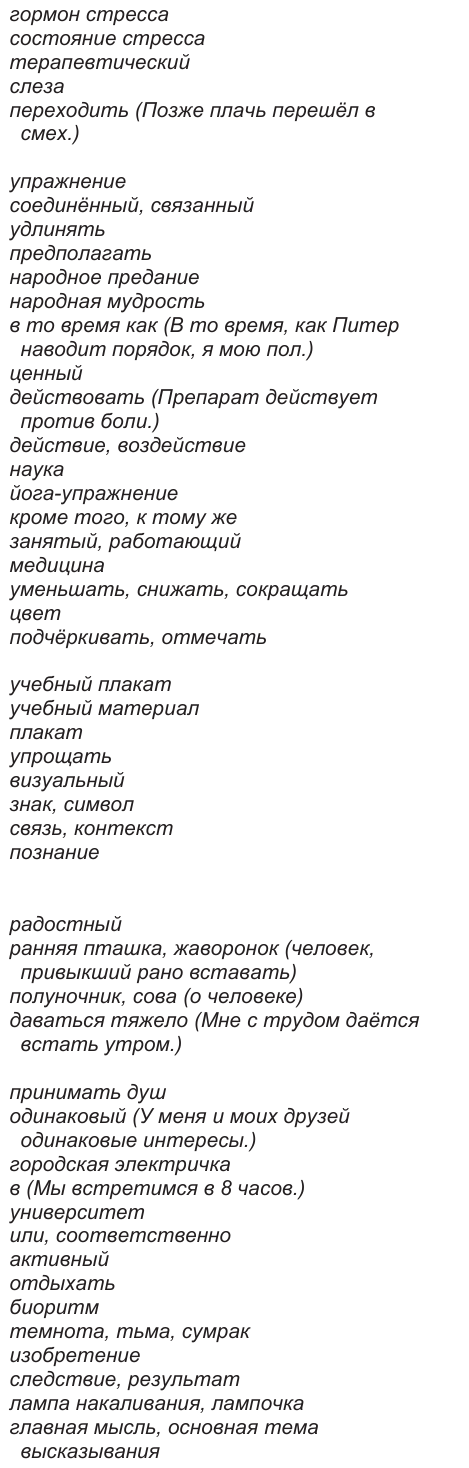 гормон стресса
состояние стресса
терапевтический
слеза
переходить (Позже плачь перешёл в
смех.)
упражнение
соединённый, связанный
удлинять
предполагать
народное предание
народная мудрость
в то время как (В то время, как Питер
наводит порядок, я мою пол.)
ценный
действовать (Препарат действует
против боли.)
действие, воздействие
наука
йога-упражнение
кроме того, к тому же
занятый, работающий
медицина
уменьшать, снижать, сокращать
цвет
подчёркивать, отмечать
учебный плакат
учебный материал
плакат
упрощать
визуальный
знак, символ
связь, контекст
познание
радостный
ранняя пташка, жаворонок (человек,
привыкший рано вставать)
полуночник, сова (о человеке)
даваться тяжело (Мне с трудом даётся
встать утром.)
принимать душ
одинаковый (У меня и моих друзей
одинаковые интересы.)
городская электричка
в (Мы встретимся в 8 часов.)
университет
или, соответственно
активный
отдыхать
биоритм
темнота, тьма, сумрак
изобретение
следствие, результат
лампа накаливания, лампочка
главная мысль, основная тема
высказывания